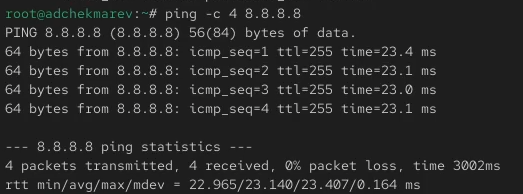 root@adchekmarev:~# ping -c 4 8.8.8.8
PING 8.8.8.8 (8.8.8.8) 56(84) bytes of data.
64 bytes from 8.8.8.8: icmp_seq=1 ttl=255 time=23.4 ms
64 bytes from 8.8.8.8: icmp_seq=2 ttl=255 time=23.1 ms
64 bytes from 8.8.8.8: icmp_seq=3 ttl=255 time=23.0 ms
64 bytes from 8.8.8.8: icmp_seq=4 ttl=255 time=23.1 ms

--- 8.8.8.8 ping statistics ---
4 packets transmitted, 4 received, 0% packet loss, time 3002ms
rtt min/avg/max/mdev = 22.965/23.140/23.407/0.164 ms